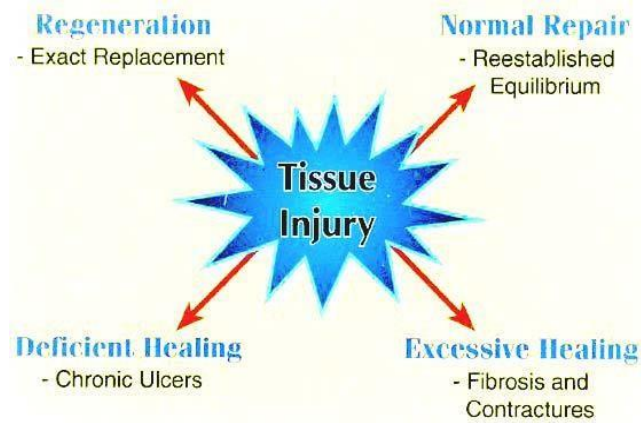 Regeneration
- Exact Replacement
Normal Repair
- Reestablished
Equilibrium
Tissue
Injury
Deficient Healing
- Chronic Ulcers
Excessive Healing
- Fibrosis and
Contractures